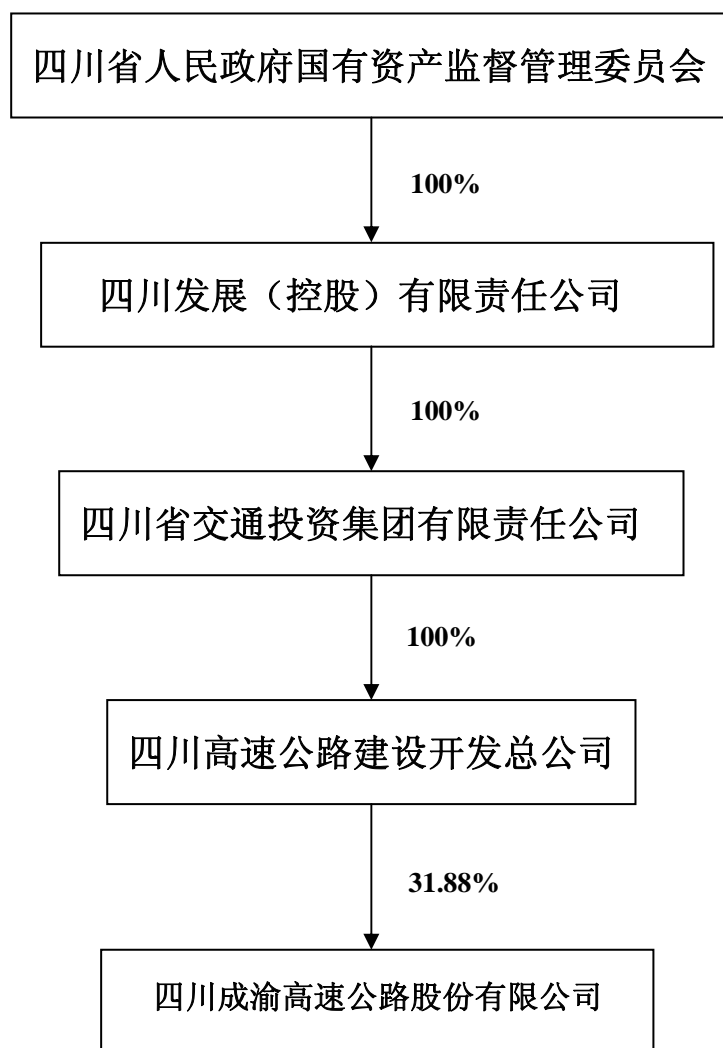 四川省人民政府国有资产监督管理委员会
100%
四川发展（控股）有限责任公司
100%
四川省交通投资集团有限责任公司
100%
四川高速公路建设开发总公司
31.88%
四川成渝高速公路股份有限公司